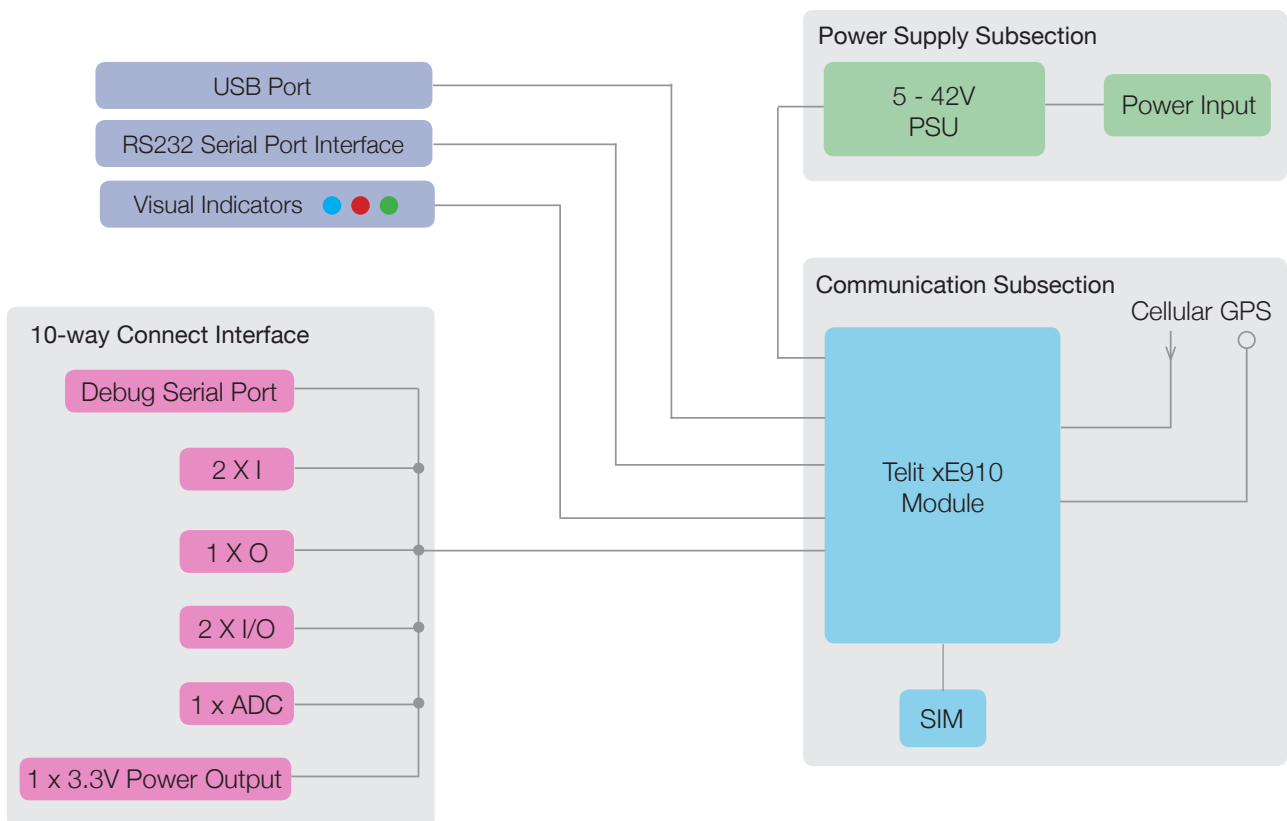 Power Supply Subsection
USB Port
5 - 42V
PSU
Power Input
RS232 Serial Port Interface
Visual Indicators
Communication Subsection
Cellular GPS
10-way Connect Interface
Debug Serial Port
2 X I
1 X O
2 X I/O
1 x ADC
1 x 3.3V Power Output
Telit xE910
Module
SIM